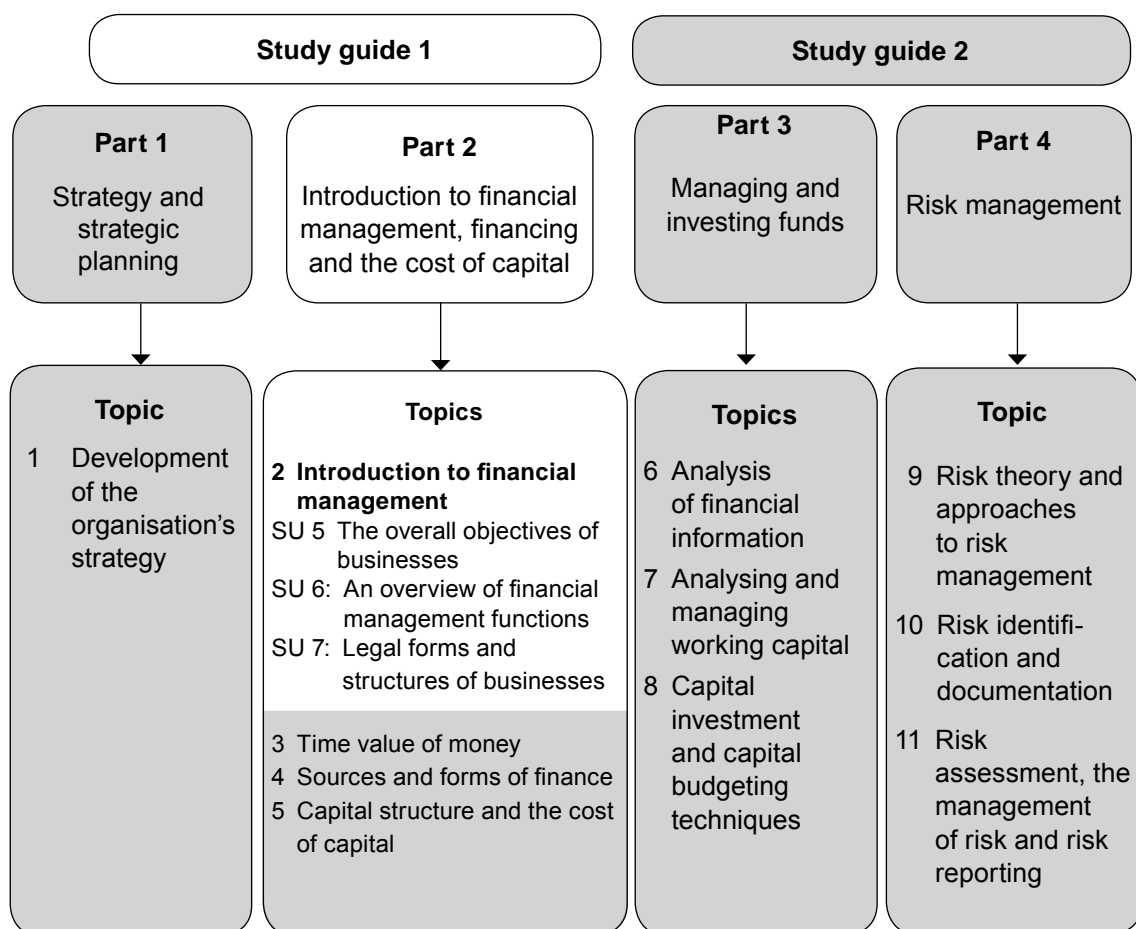 Study guide 1
Study guide 2
Part 1
Strategy and
strategic
planning
Part 2
Introduction to financial
management, financing
and the cost of capital
Part 3
Managing and
investing funds
Part 4
Risk management
Topic
1 Development
of the
organisation's
strategy
Topics
2 Introduction to financial
management
SU 5 The overall objectives of
businesses
SU 6: An overview of financial
management functions
SU 7: Legal forms and
structures of businesses
3 Time value of money
4 Sources and forms of finance
5 Capital structure and the cost
of capital
Topics
6 Analysis
of financial
information
7 Analysing and
managing
working capital
8 Capital
investment
and capital
budgeting
techniques
Topic
9 Risk theory and
approaches
to risk
management
10 Risk identifi-
cation and
documentation
11 Risk
assessment, the
management
of risk and risk
reporting